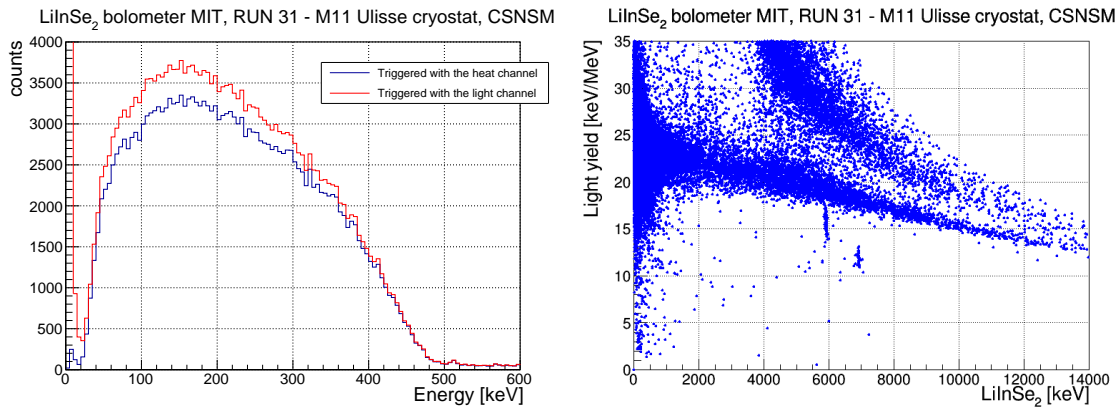 LiInSe2 bolometer MIT, RUN 31 - M11 Ulisse cryostat, CSNSM
counts
4000
3500
3000
2500
2000
1500
1000
500
0
Triggered with the heat channel
Triggered with the light channel
0 100 200 300 400 500 600
Energy [keV]
LiInSe2 bolometer MIT, RUN 31 - M11 Ulisse cryostat, CSNSM
Light yield [keV/MeV]
35
30
25
20
15
10
5
0
0 2000 4000 6000 8000 10000 12000 14000
LiInSe2 [keV]